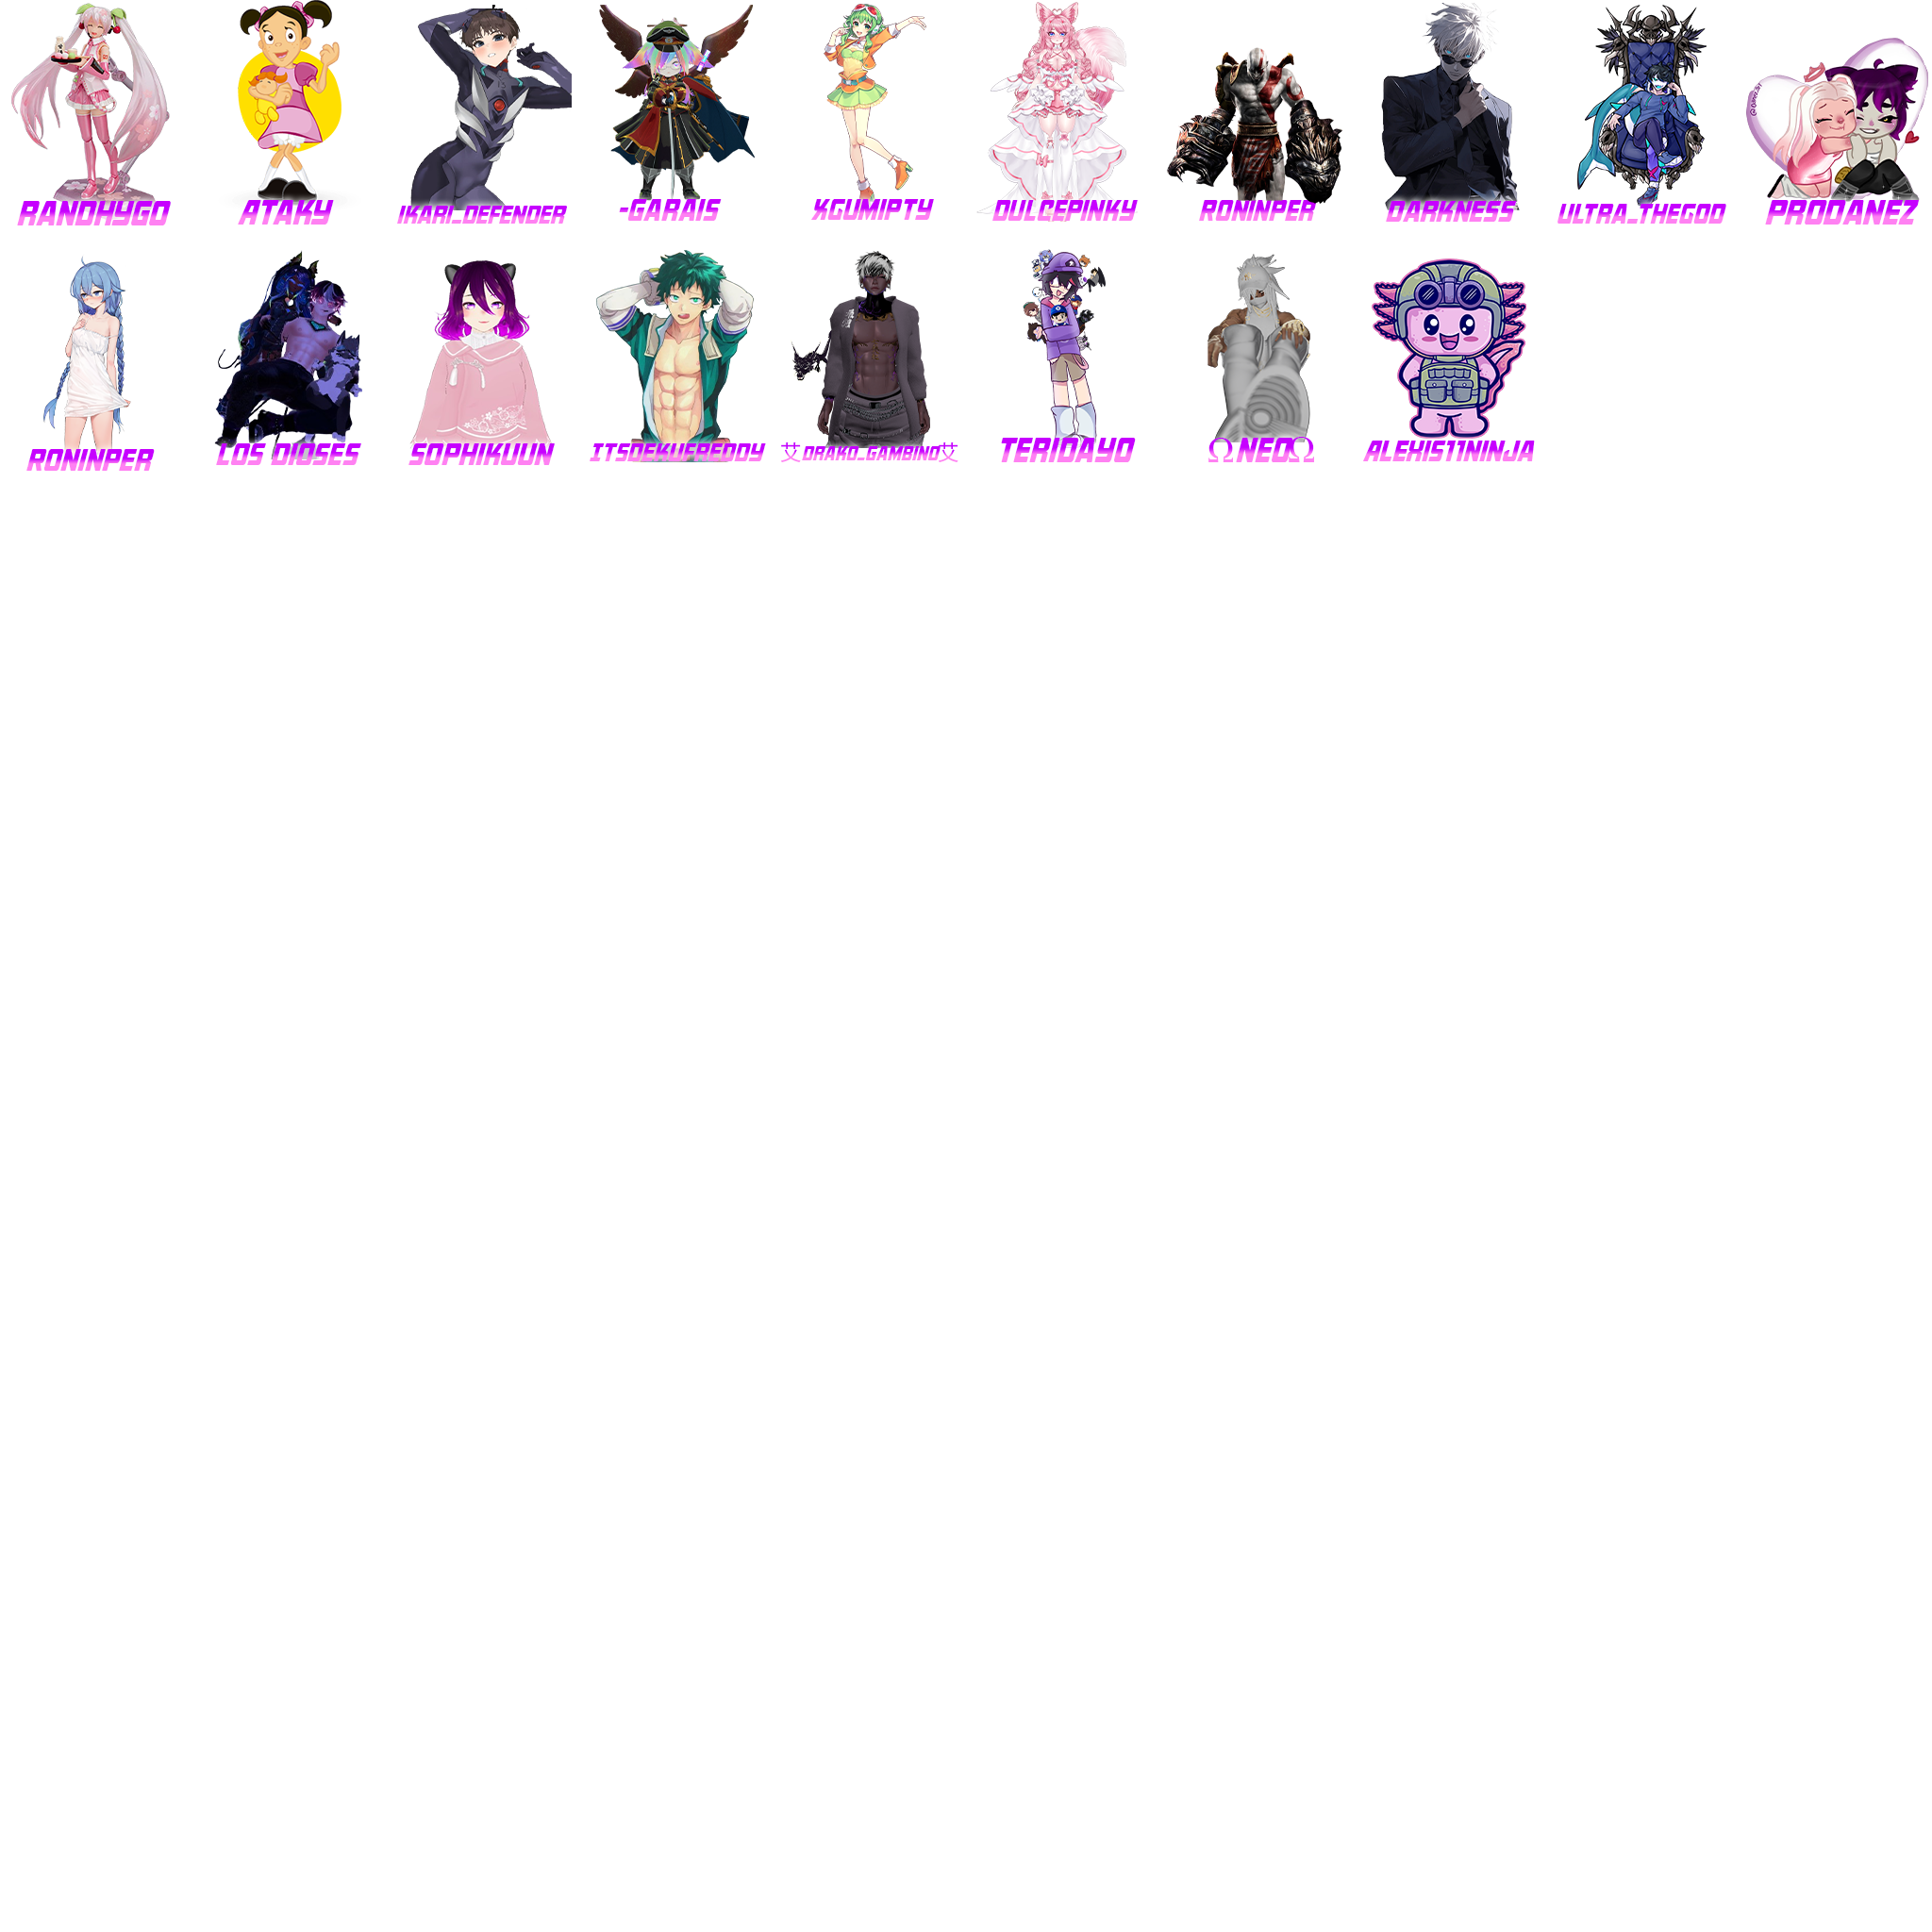 RANDHYGO
ATAKY
IKARI_DEFENDER
-GARAIS
XGUMIPTY
DULCEPINKY
RONINPER
DARKNESS
ULTRA_THEGOD
PRODANEZ
RONINPER
LOS DIOSES
SOPHIKUUN
ITSDEKUFREDDY
艾DRAKO_GAMBINO艾
TERIDAYO
Ω NEOΩ
ALEXIS11NINJA